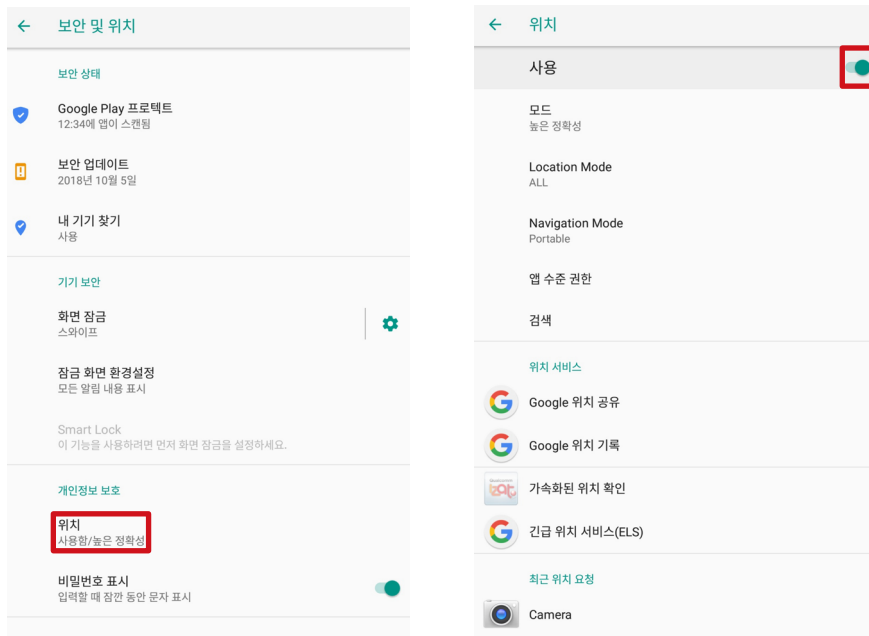 보안 및 위치
보안 상태
Google Play 프로텍트
12:34에 앱이 스캔됨
보안 업데이트
2018년 10월 5일
내 기기 찾기
사용
기기 보안
화면 잠금
스와이프
잠금 화면 환경설정
모든 알림 내용 표시
Smart Lock
이 기능을 사용하려면 먼저 화면 잠금을 설정하세요.
개인정보 보호
위치
사용함/높은 정확성
비밀번호 표시
입력할 때 잠깐 동안 문자 표시
위치
사용
모드
높은 정확성
Location Mode
ALL
Navigation Mode
Portable
앱 수준 권한
검색
위치 서비스
Google 위치 공유
Google 위치 기록
가속화된 위치 확인
긴급 위치 서비스(ELS)
최근 위치 요청
Camera